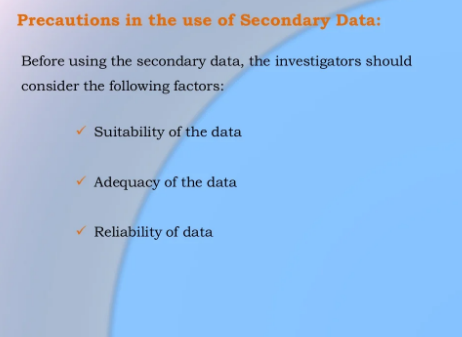 Precautions in the use of Secondary Data:
Before using the secondary data, the investigators should
consider the following factors:
✓ Suitability of the data
✓ Adequacy of the data
✓ Reliability of data